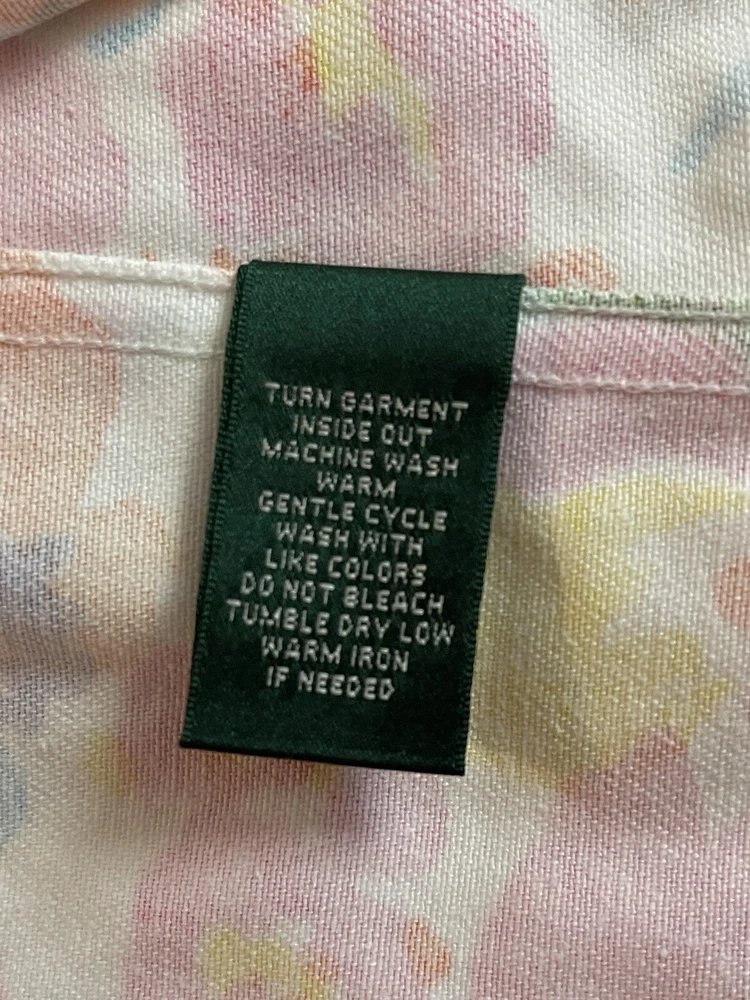 TURN GARMENT
INSIDE OUT
MACHINE WASH
WARM
GENTLE CYCLE
WASH WITH
LIKE COLORS
DO NOT BLEACH
TUMBLE DRY LOW
WARM IRON
IF NEEDED